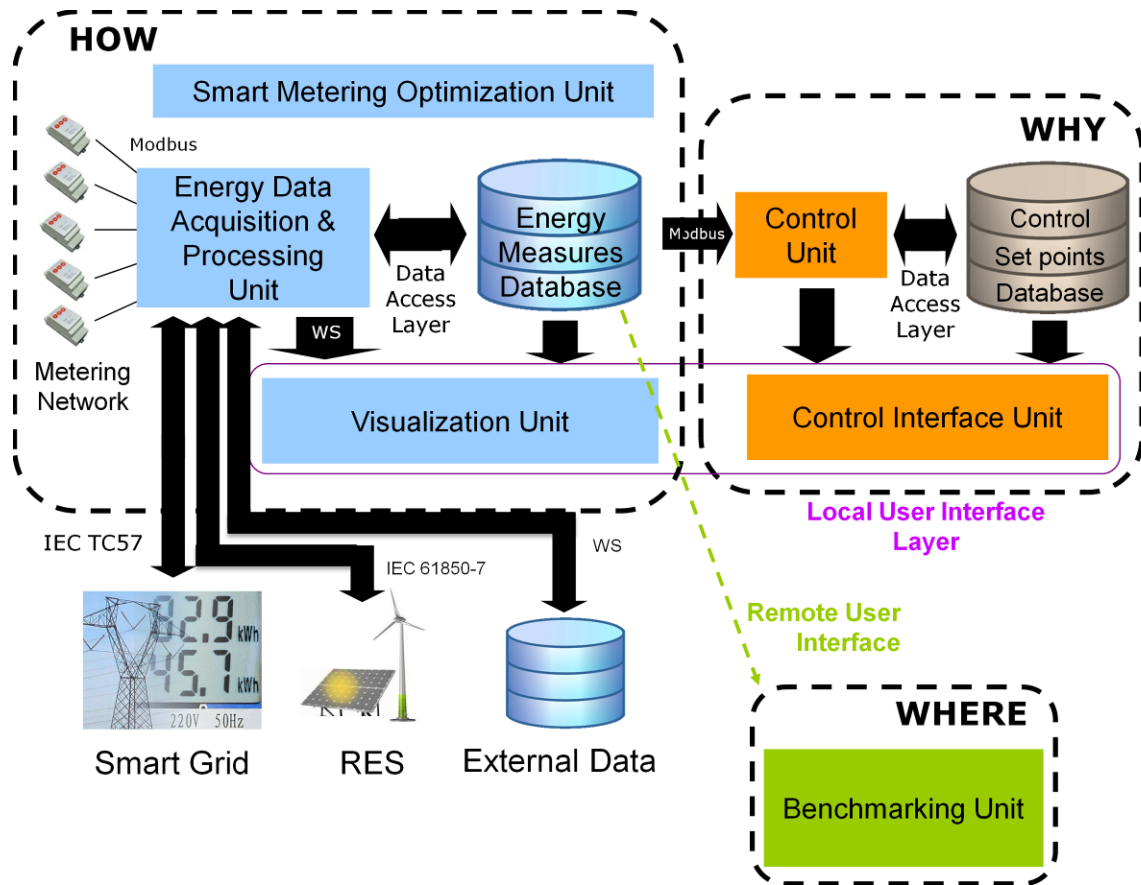 HOW
Smart Metering Optimization Unit
Modbus
Energy Data
Acquisition &
Processing
Unit
Metering
Network
Data
Access
Layer
Energy
Measures
Database
WS
Visualization Unit
Modbus
WHY
Control
Unit
Data
Access
Layer
Control
Set points
Database
Control Interface Unit
Local User Interface
Layer
IEC TC57
IEC 61850-7
WS
82.9 kWh
45.7 kWh
220V 50Hz
Smart Grid
RES
External Data
Remote User
Interface
WHERE
Benchmarking Unit